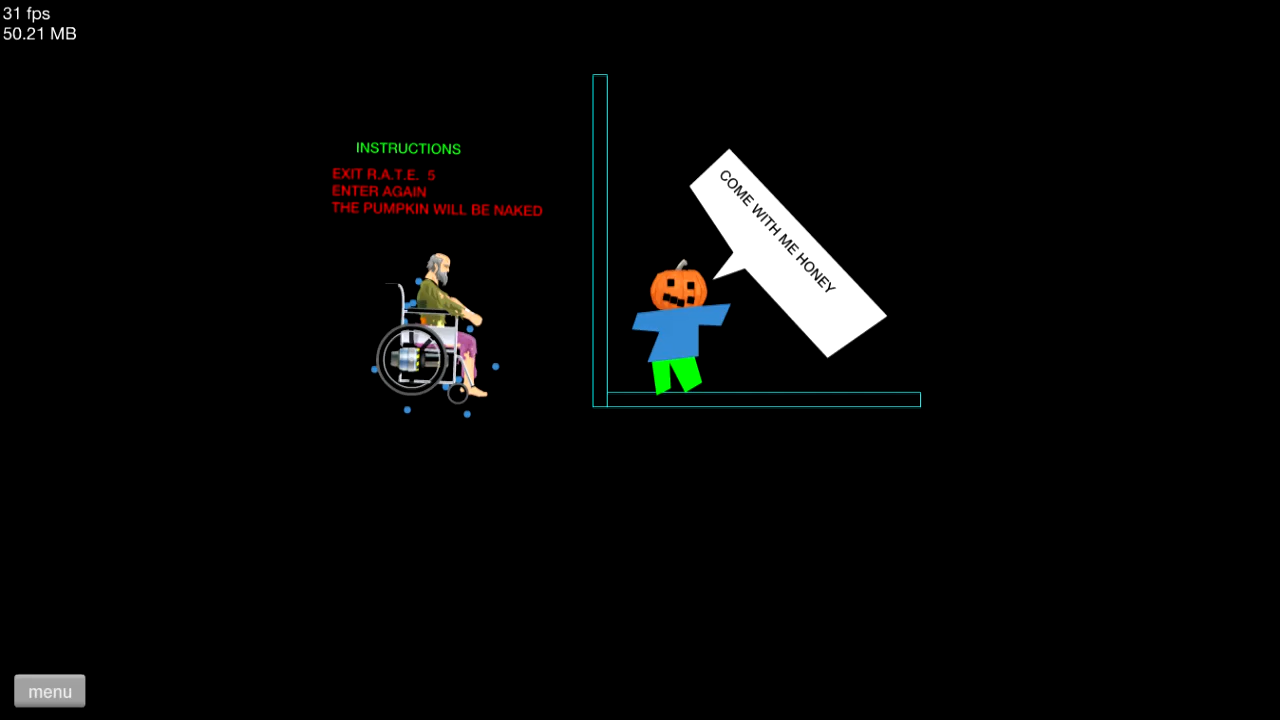 31 fps
50.21 MB
INSTRUCTIONS
EXIT R.A.T.E. 5
ENTER AGAIN
THE PUMPKIN WILL BE NAKED
COME WITH ME HONEY
menu